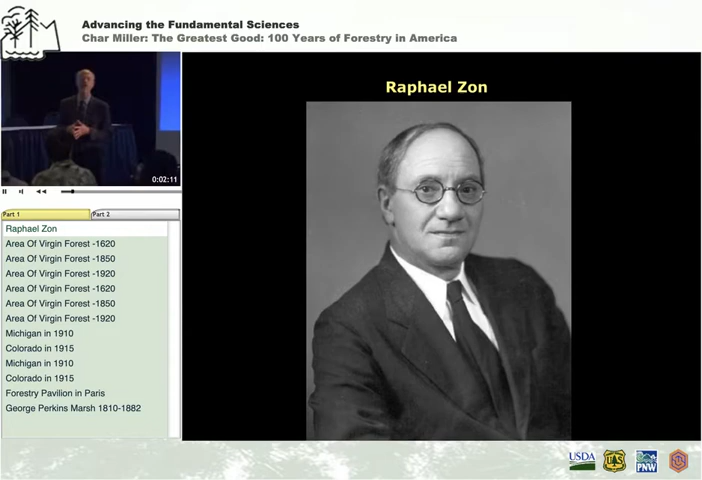 Advancing the Fundamental Sciences
Char Miller: The Greatest Good: 100 Years of Forestry in America
Raphael Zon
0:02:11
Part 1
Part 2
Raphael Zon
Area Of Virgin Forest -1620
Area Of Virgin Forest -1850
Area Of Virgin Forest -1920
Area Of Virgin Forest -1620
Area Of Virgin Forest -1850
Area Of Virgin Forest -1920
Michigan in 1910
Colorado in 1915
Michigan in 1910
Colorado in 1915
Forestry Pavilion in Paris
George Perkins Marsh 1810-1882
USDA
US
PNW